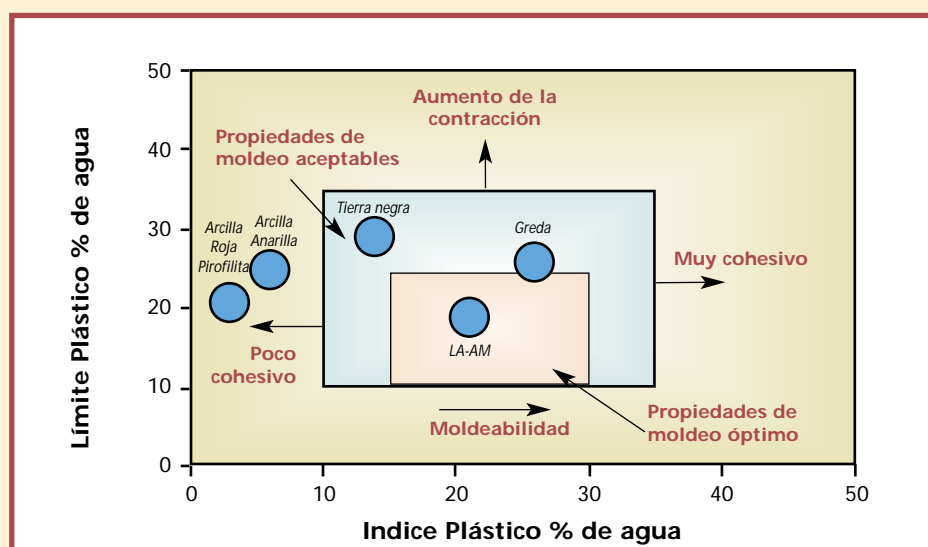 50
40
30
20
10
0
Límite Plástico % de agua
Aumento de la
contracción
Propiedades de
moldeo aceptables
Tierra negra
Greda
Arcilla
Roja
Pirofilita
Arcilla
Anarilla
Muy cohesivo
LA-AM
Poco
cohesivo
Moldeabilidad
Propiedades de
moldeo óptimo
0 10 20 30 40 50
Indice Plástico % de agua